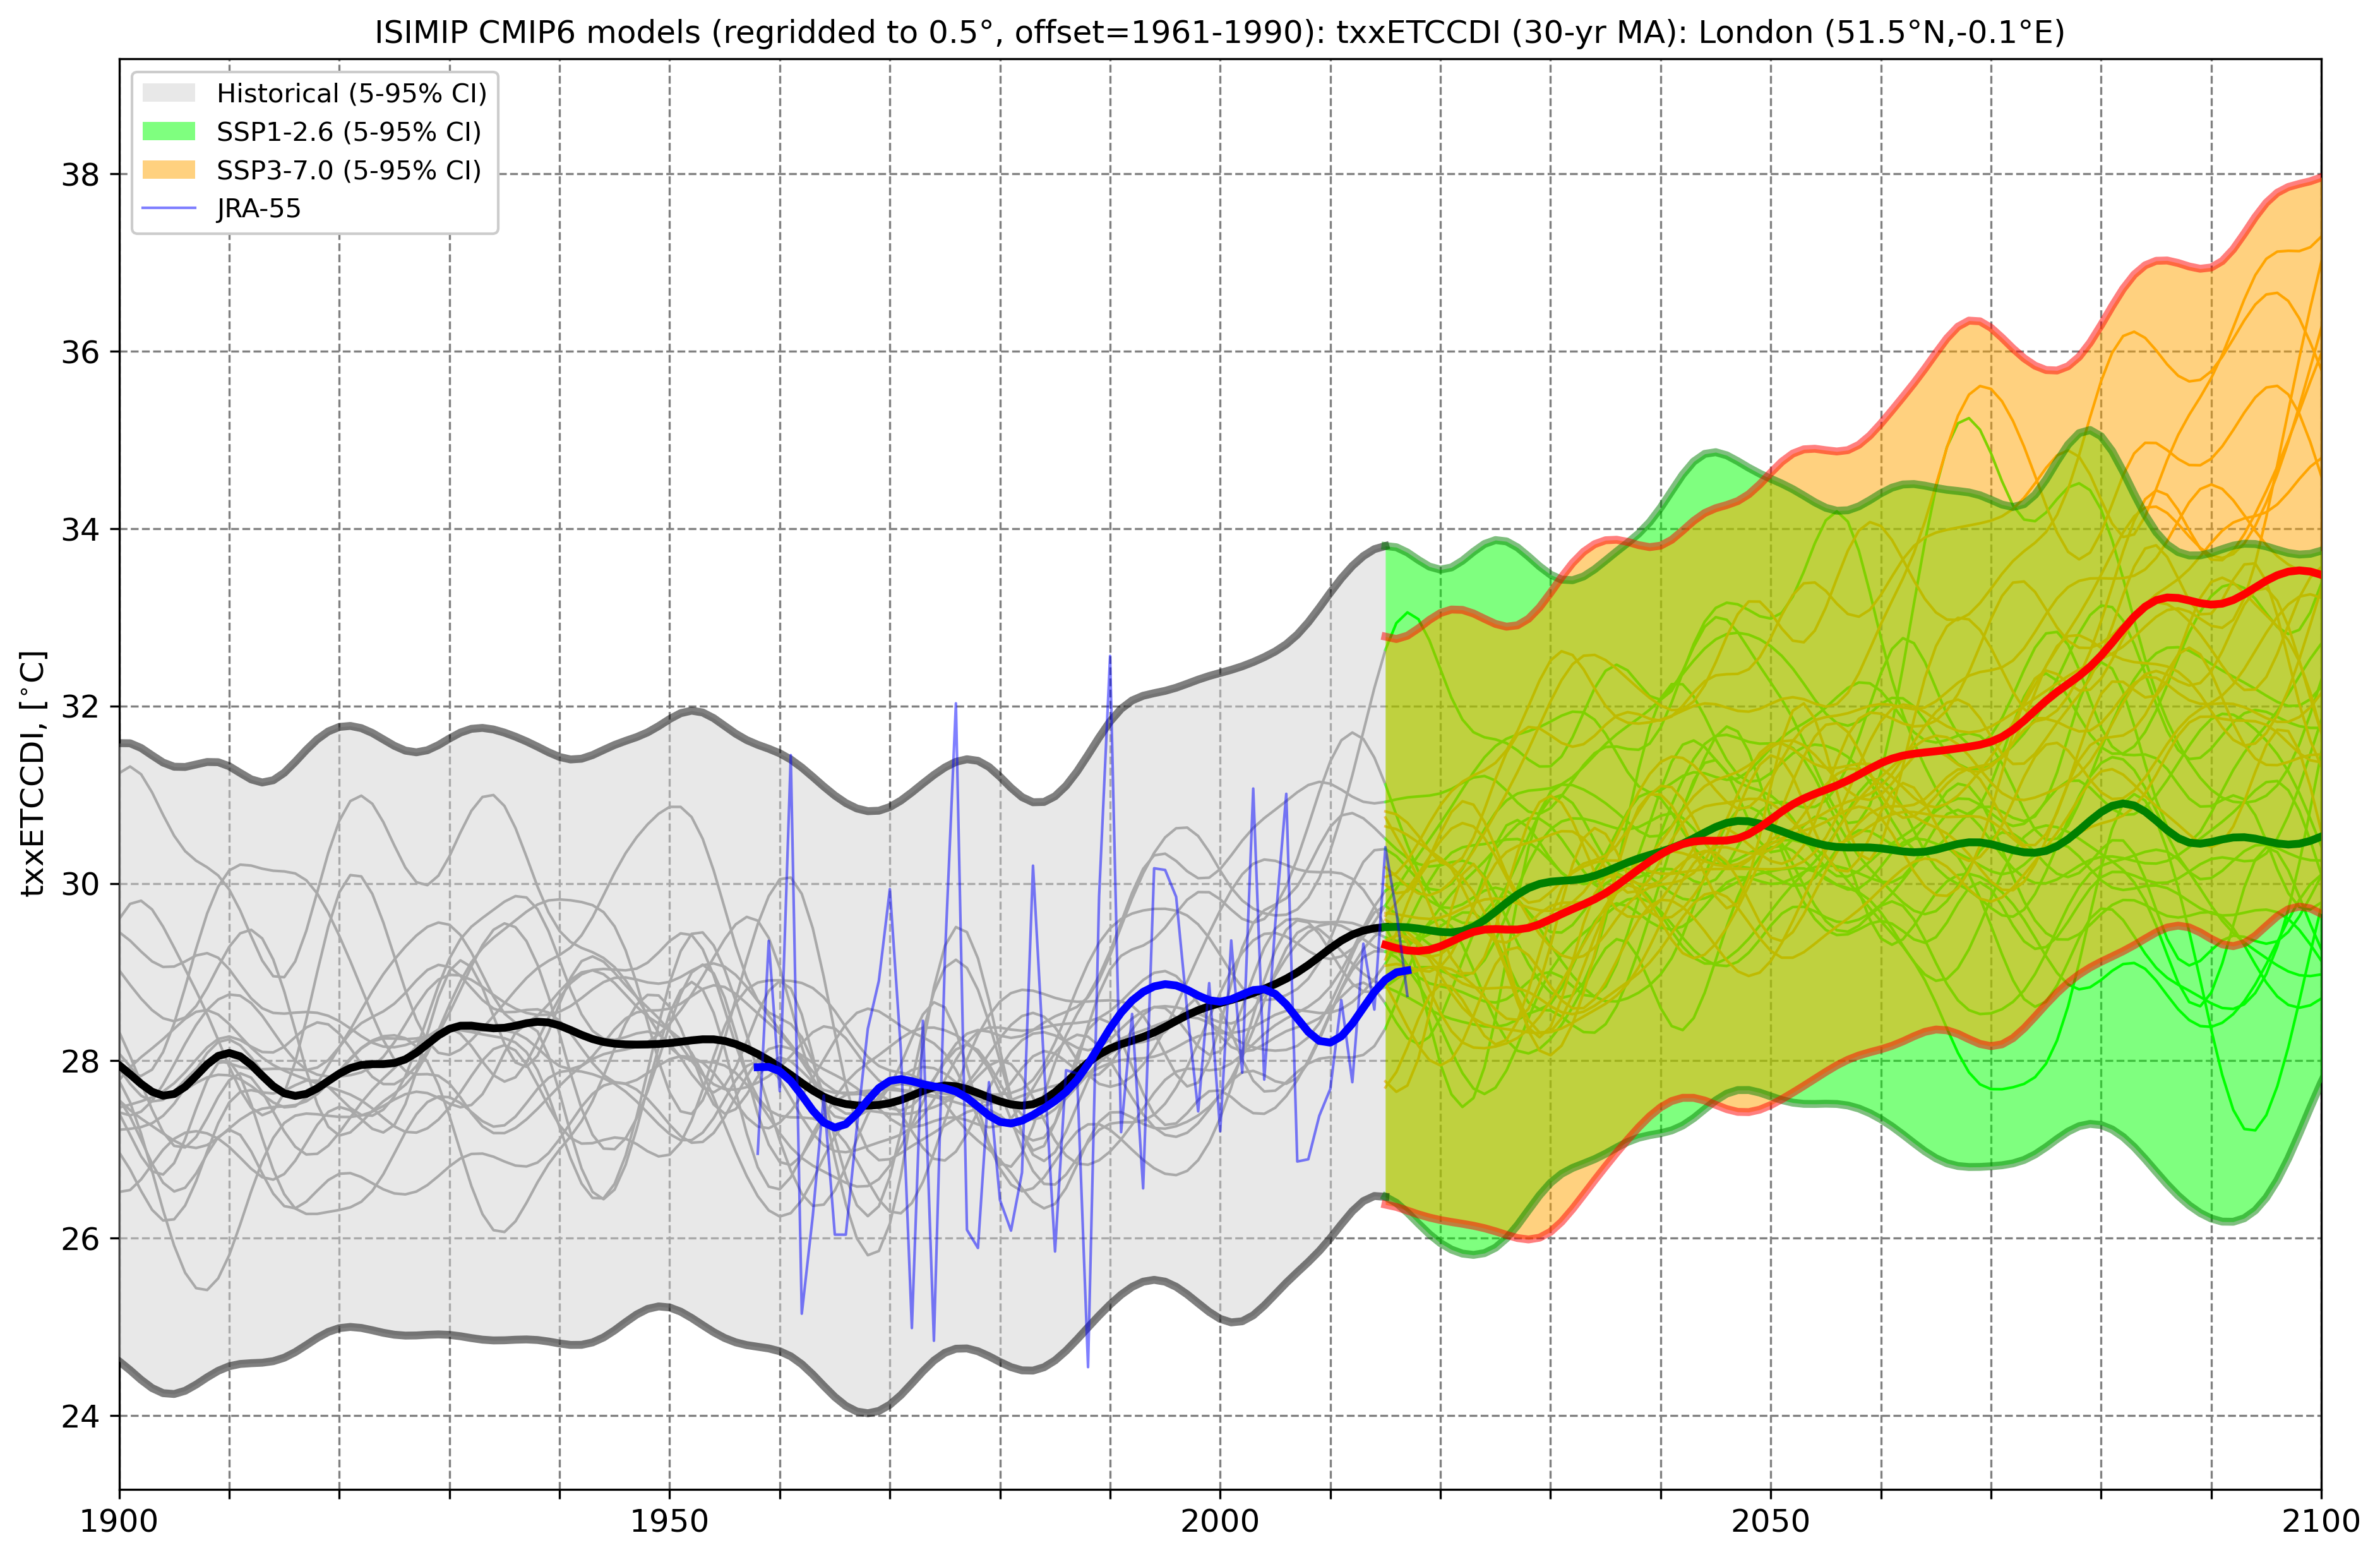 ISIMIP CMIP6 models (regridded to 0.5°, offset=1961-1990): txxETCCDI (30-yr MA): London (51.5°N,-0.1°E)
Historical (5-95% CI)
SSP1-2.6 (5-95% CI)
SSP3-7.0 (5-95% CI)
JRA-55
txxETCCDI, [°C]
38
36
34
32
30
28
26
24
1900
1950
2000
2050
2100